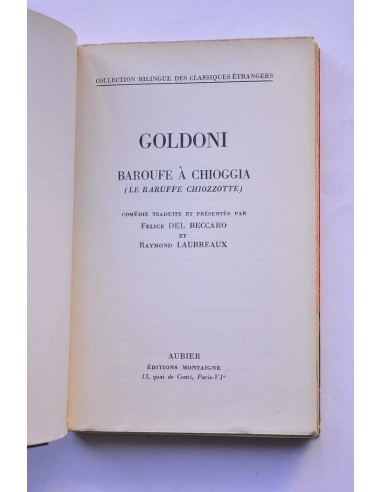 COLLECTION BILINGUE DES CLASSIQUES ÉTRANGERS
GOLDONI
BAROUFE À CHIOGGIA
(LE BARUFFE CHIOZZOTTE)
COMÉDIE TRADUITE ET PRÉSENTÉE PAR
FELICE DEL BECCARO
ET
RAYMOND LAUBREAUX
AUBIER
ÉDITIONS MONTAIGNE
13, quai de Conti, Paris-VIe